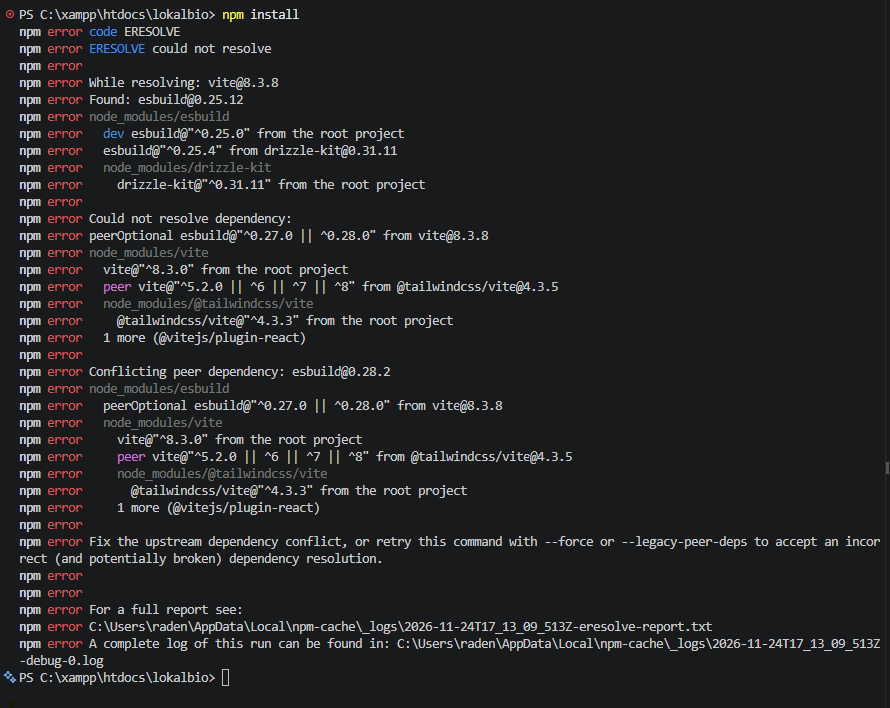 PS C:\xampp\htdocs\lokalbio> npm install
npm error code ERESOLVE
npm error ERESOLVE could not resolve
npm error
npm error While resolving: vite@8.3.8
npm error Found: esbuild@0.25.12
npm error node_modules/esbuild
npm error   dev esbuild@"^0.25.0" from the root project
npm error   esbuild@"^0.25.4" from drizzle-kit@0.31.11
npm error   node_modules/drizzle-kit
npm error     drizzle-kit@"^0.31.11" from the root project
npm error
npm error Could not resolve dependency:
npm error peerOptional esbuild@"^0.27.0 || ^0.28.0" from vite@8.3.8
npm error node_modules/vite
npm error   vite@"^8.3.0" from the root project
npm error   peer vite@"^5.2.0 || ^6 || ^7 || ^8" from @tailwindcss/vite@4.3.5
npm error   node_modules/@tailwindcss/vite
npm error     @tailwindcss/vite@"^4.3.3" from the root project
npm error   1 more (@vitejs/plugin-react)
npm error
npm error Conflicting peer dependency: esbuild@0.28.2
npm error node_modules/esbuild
npm error   peerOptional esbuild@"^0.27.0 || ^0.28.0" from vite@8.3.8
npm error   node_modules/vite
npm error     vite@"^8.3.0" from the root project
npm error     peer vite@"^5.2.0 || ^6 || ^7 || ^8" from @tailwindcss/vite@4.3.5
npm error     node_modules/@tailwindcss/vite
npm error       @tailwindcss/vite@"^4.3.3" from the root project
npm error     1 more (@vitejs/plugin-react)
npm error
npm error Fix the upstream dependency conflict, or retry this command with --force or --legacy-peer-deps to accept an incor
rect (and potentially broken) dependency resolution.
npm error
npm error
npm error For a full report see:
npm error C:\Users\raden\AppData\Local\npm-cache\_logs\2026-11-24T17_13_09_513Z-eresolve-report.txt
npm error A complete log of this run can be found in: C:\Users\raden\AppData\Local\npm-cache\_logs\2026-11-24T17_13_09_513Z
-debug-0.log
PS C:\xampp\htdocs\lokalbio>